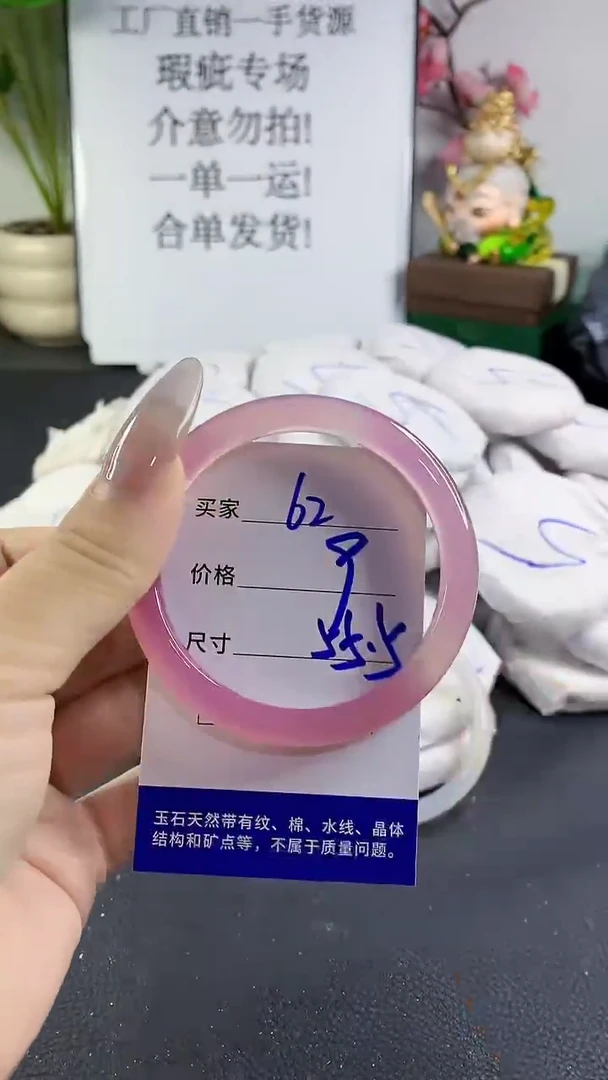 工厂直销一手货源
瑕疵专场
介意勿拍!
一单一运!
合单发货!
买家 62
价格
尺寸 55.5
玉石天然带有纹、棉、水线、晶体
结构和矿点等，不属于质量问题。